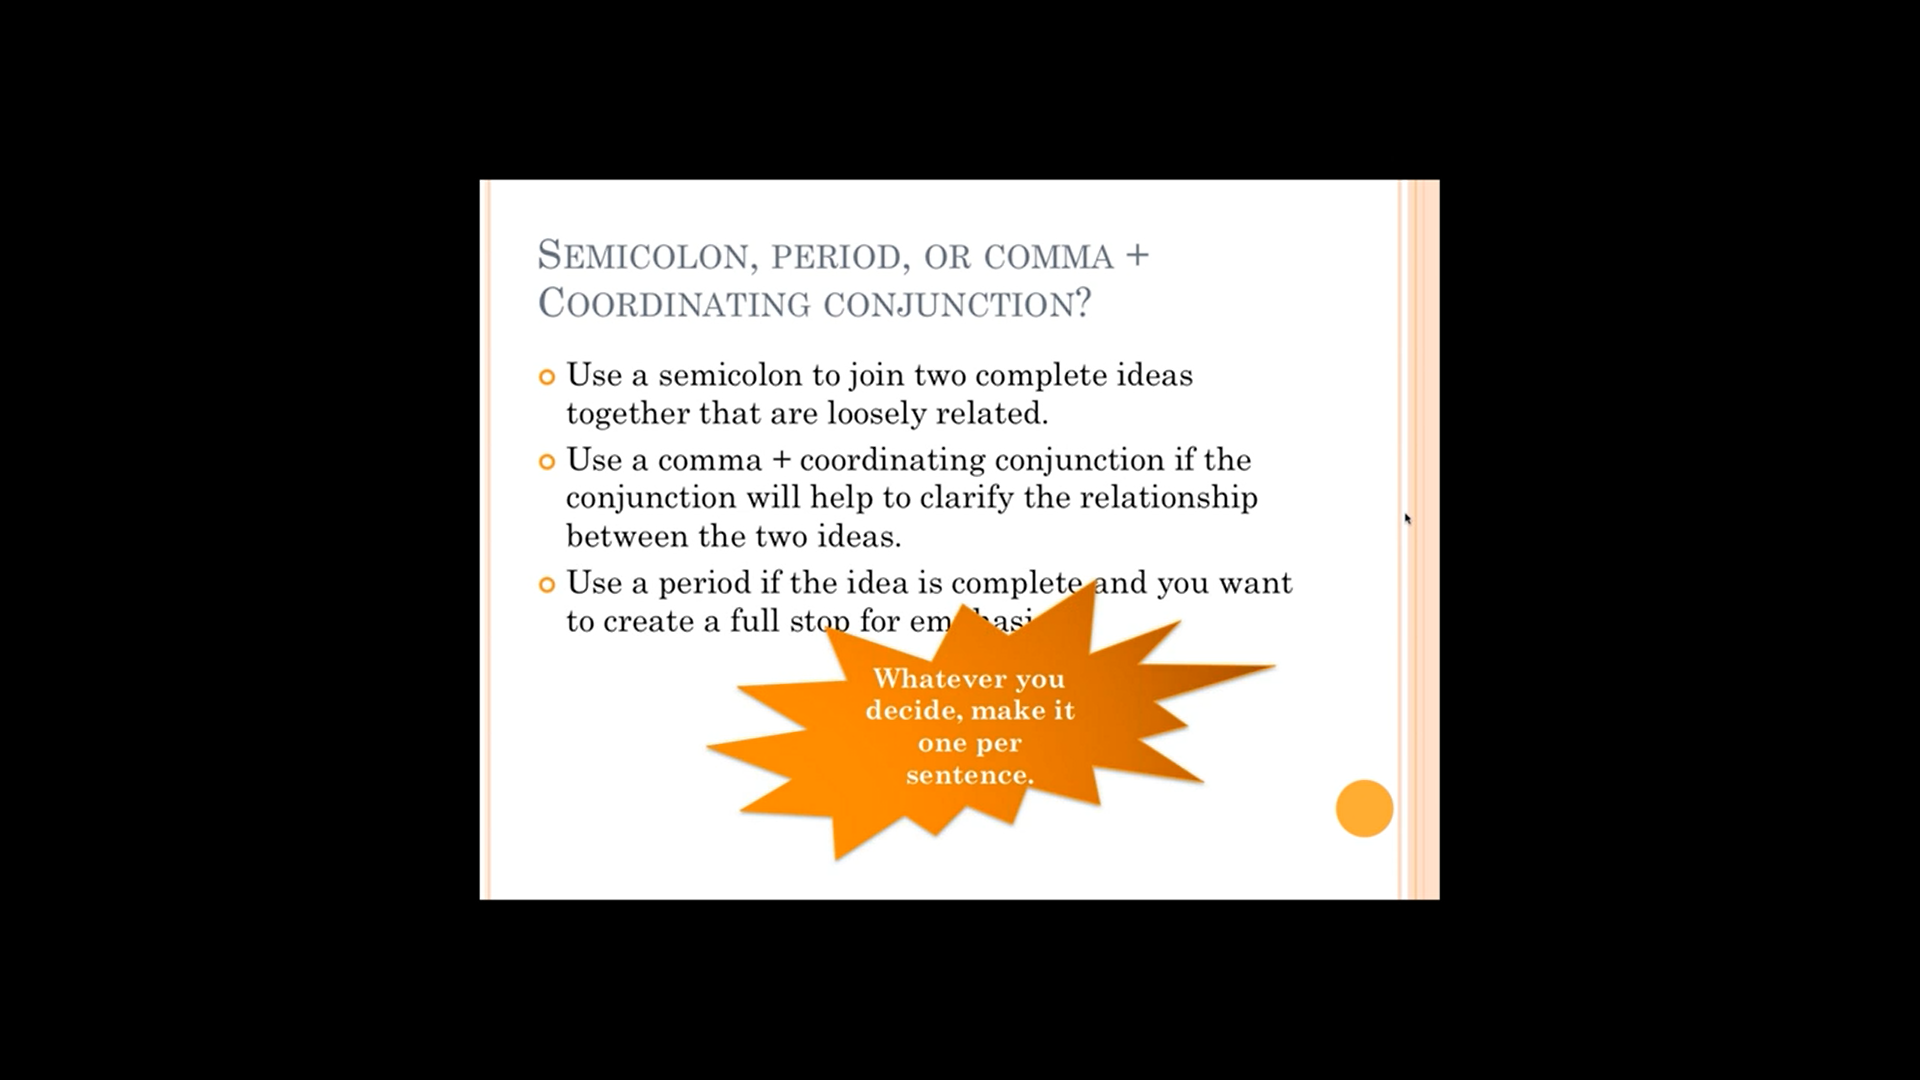 SEMICOLON, PERIOD, OR COMMA +
COORDINATING CONJUNCTION?
Use a semicolon to join two complete ideas
together that are loosely related.
Use a comma + coordinating conjunction if the
conjunction will help to clarify the relationship
between the two ideas.
Use a period if the idea is complete and you want
to create a full stop for
Whatever you
decide, make it
one per
sentence.